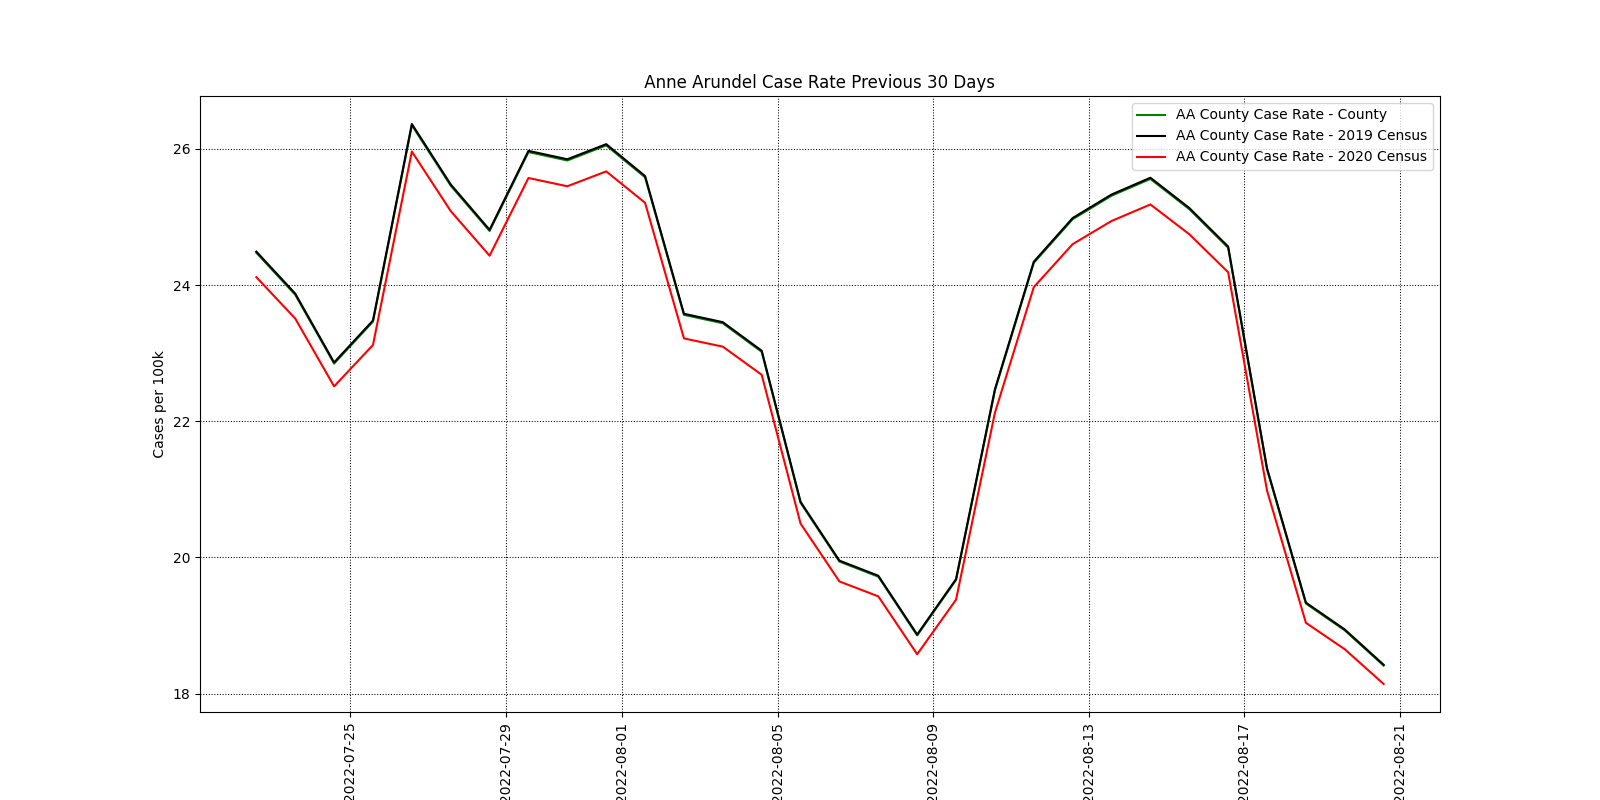 Anne Arundel Case Rate Previous 30 Days
AA County Case Rate - County
AA County Case Rate - 2019 Census
AA County Case Rate - 2020 Census
Cases per 100k
26
24
22
20
18
2022-07-25
2022-07-29
2022-08-01
2022-08-05
2022-08-09
2022-08-13
2022-08-17
2022-08-21